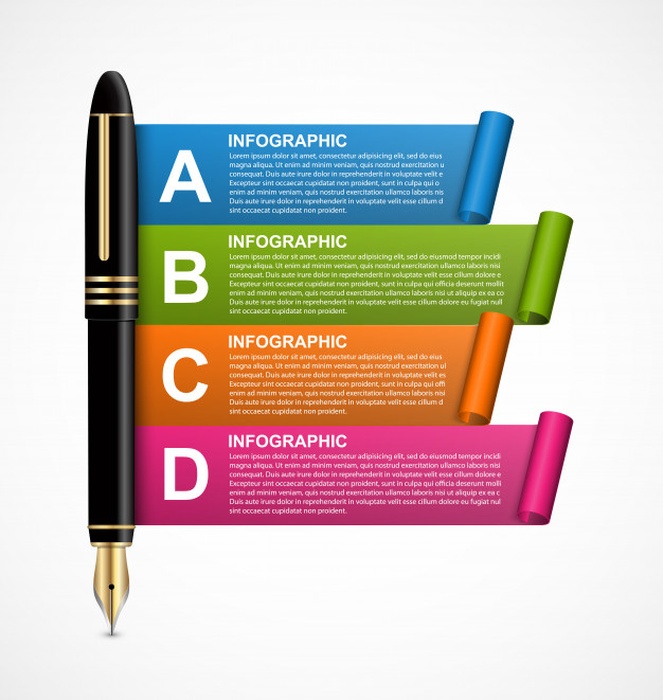 A
INFOGRAPHIC
Lorem ipsum dolor sit amet, consectetur adipisicing elit, sed do eius
magna aliqua. Ut enim ad minim veniam, quis nostrud exercitation u
consequat. Duis aute irure dolor in reprehenderit in voluptate velit e
Excepteur sint occaecat cupidatat non proident, sunt in culpa qui o
enim ad minim veniam, quis nostrud exercitation ullamco laboris nis
Duis aute irure dolor in reprehenderit in voluptate velit esse cillum d
sint occaecat cupidatat non proident.
B
INFOGRAPHIC
Lorem ipsum dolor sit amet, consectetur adipisicing elit, sed do eiusmod tempor incidi
magna aliqua. Ut enim ad minim veniam, quis nostrud exercitation ullamco laboris nisi
consequat. Duis aute irure dolor in reprehenderit in voluptate velit esse cillum dolore e
Excepteur sint occaecat cupidatat non proident, sunt in culpa qui officia deserunt mollit
enim ad minim veniam, quis nostrud exercitation ullamco laboris nisi ut aliquip ex ea co
Duis aute irure dolor in reprehenderit in voluptate velit esse cillum dolore eu fugiat null
sint occaecat cupidatat non proident.
C
INFOGRAPHIC
Lorem ipsum dolor sit amet, consectetur adipisicing elit, sed do eius
magna aliqua. Ut enim ad minim veniam, quis nostrud exercitation ul
consequat. Duis aute irure dolor in reprehenderit in voluptate velit es
Excepteur sint occaecat cupidatat non proident, sunt in culpa qui offi
enim ad minim veniam, quis nostrud exercitation ullamco laboris nisi
Duis aute irure dolor in reprehenderit in voluptate velit esse cillum d
sint occaecat cupidatat non proident.
D
INFOGRAPHIC
Lorem ipsum dolor sit amet, consectetur adipisicing elit, sed do eiusmod tempor incidi
magna aliqua. Ut enim ad minim veniam, quis nostrud exercitation ullamco laboris nisi
consequat. Duis aute irure dolor in reprehenderit in voluptate velit esse cillum dolore
Excepteur sint occaecat cupidatat non proident, sunt in culpa qui officia deserunt mol
enim ad minim veniam, quis nostrud exercitation ullamco laboris nisi ut aliquip ex ea c
Duis aute irure dolor in reprehenderit in voluptate velit esse cillum dolore eu fugiat nul
sint occaecat cupidatat non proident.